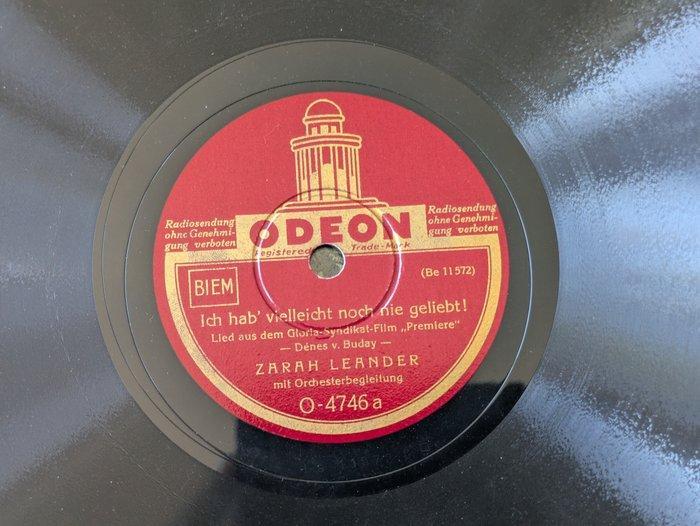 Radiosendung
ohne Genehmi-
gung verboten
ODEON
Registered Trade-Mark
Radiosendung
ohne Genehmi-
gung verboten
BIEM
(Be 11572)
Ich hab' vielleicht noch nie geliebt!
Lied aus dem Gloria-Syndikat-Film „Premiere“
— Dénes v. Buday —
ZARAH LEANDER
mit Orchesterbegleitung
O-4746a